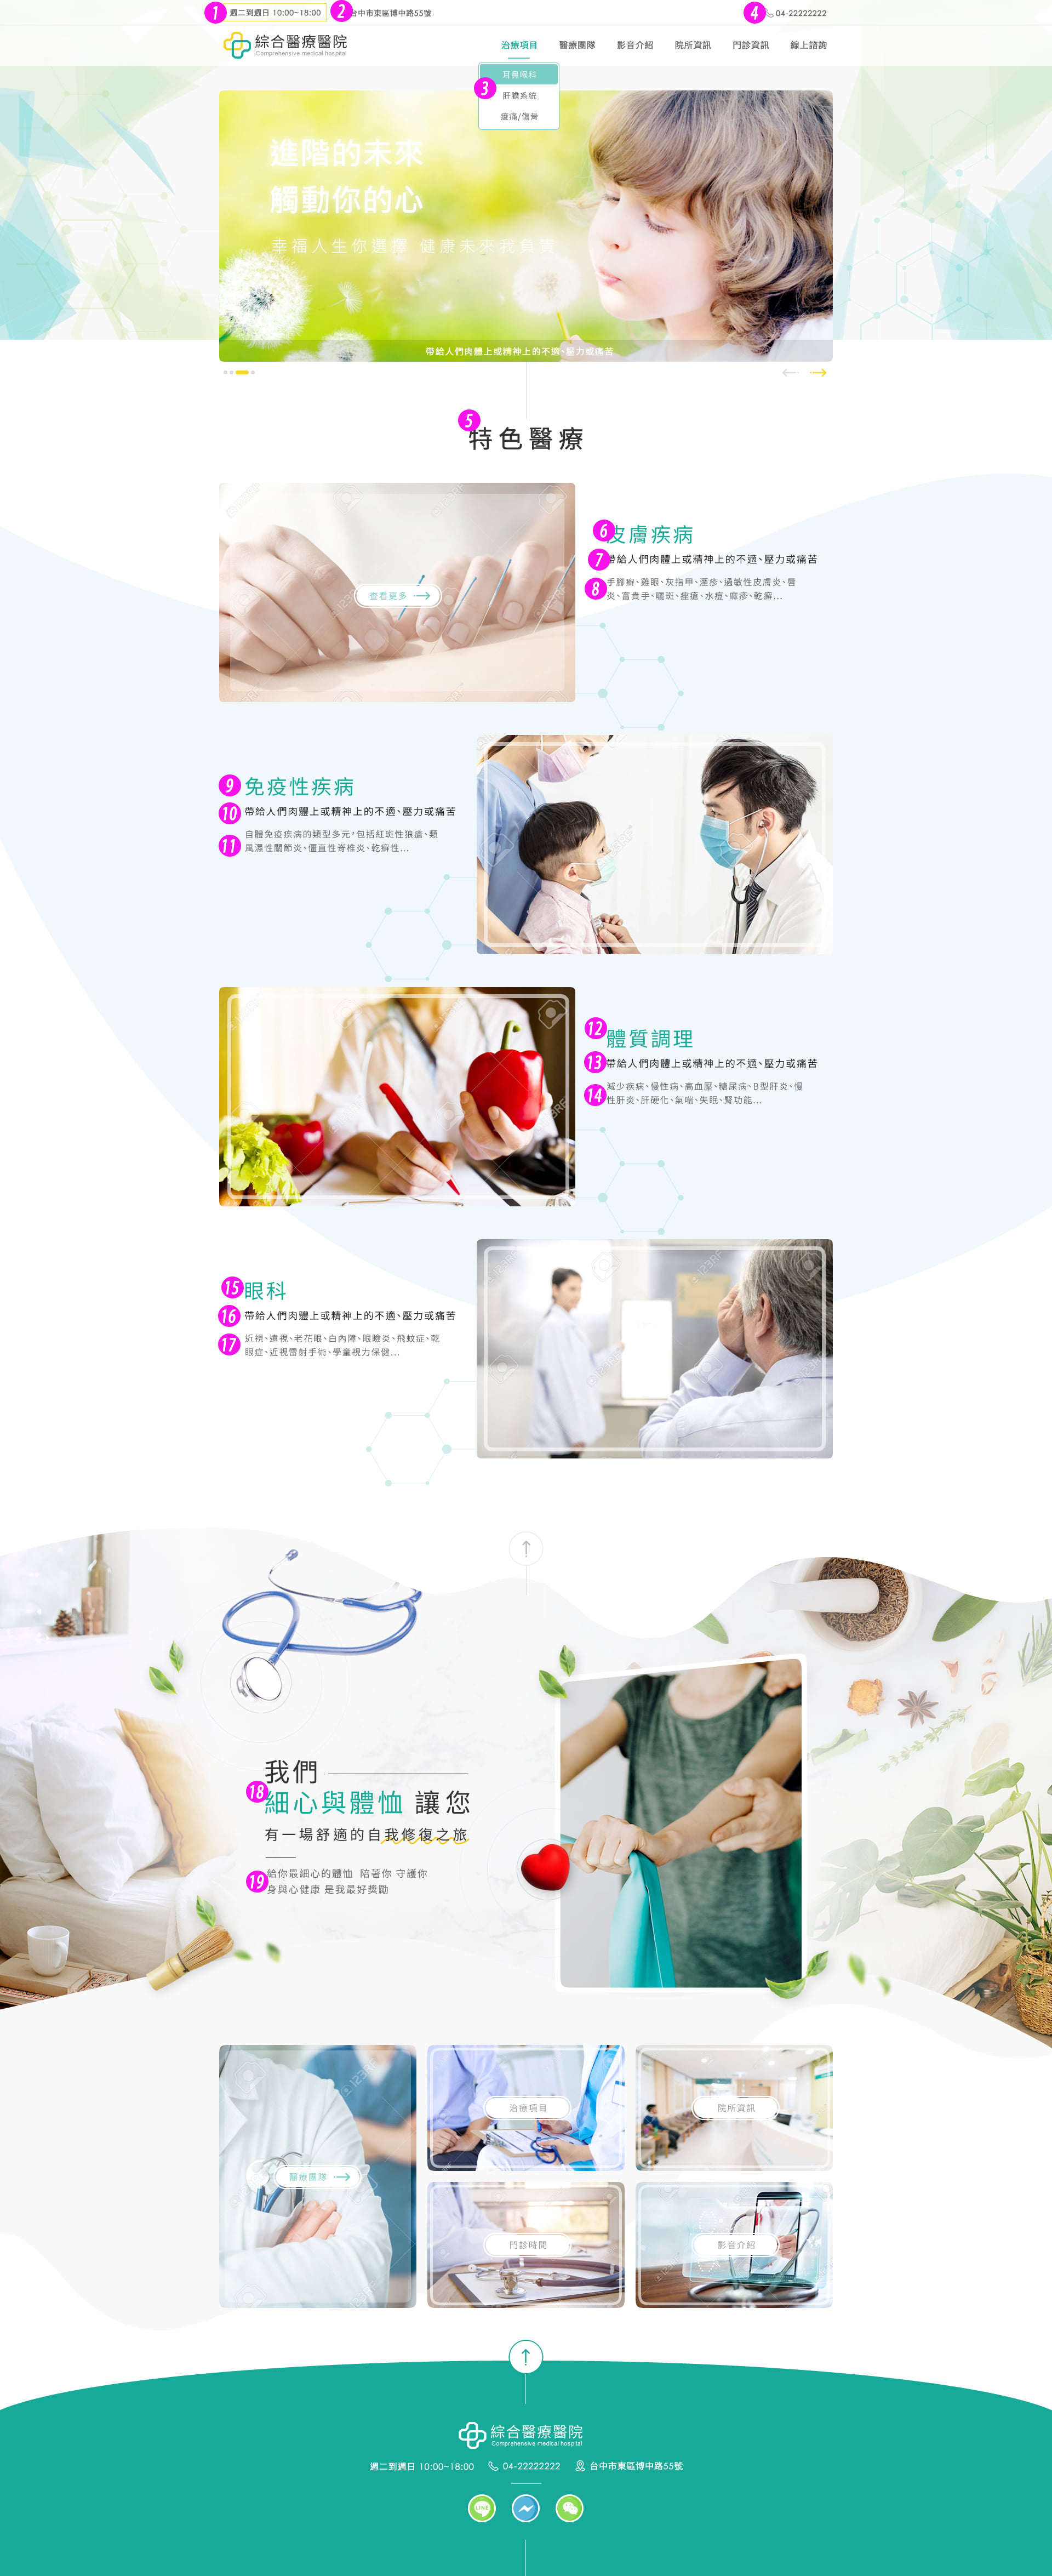 1 週二到週日 10:00~18:00
2 台中市東區博中路55號
4 04-22222222
綜合醫療醫院
Comprehensive medical hospital
治療項目 醫療團隊 影音介紹 院所資訊 門診資訊 線上諮詢
耳鼻喉科
3 肝膽系統
痠痛/傷骨
進階的未來
觸動你的心
幸福人生你選擇 健康未來我負責
帶給人們肉體上或精神上的不適、壓力或痛苦
5 特色醫療
查看更多
6 皮膚疾病
7 帶給人們肉體上或精神上的不適、壓力或痛苦
8 手腳癬、雞眼、灰指甲、溼疹、過敏性皮膚炎、唇
炎、富貴手、曬斑、痤瘡、水痘、麻疹、乾癬...
9 免疫性疾病
10 帶給人們肉體上或精神上的不適、壓力或痛苦
11 自體免疫疾病的類型多元，包括紅斑性狼瘡、類
風濕性關節炎、僵直性脊椎炎、乾癬性...
12 體質調理
13 帶給人們肉體上或精神上的不適、壓力或痛苦
14 減少疾病、慢性病、高血壓、糖尿病、B型肝炎、慢
性肝炎、肝硬化、氣喘、失眠、腎功能...
15 眼科
16 帶給人們肉體上或精神上的不適、壓力或痛苦
17 近視、遠視、老花眼、白內障、眼瞼炎、飛蚊症、乾
眼症、近視雷射手術、學童視力保健...
我們
18 細心與體恤 讓您
有一場舒適的自我修復之旅
19 給你最細心的體恤 陪著你 守護你
身與心健康 是我最好獎勵
醫療團隊
治療項目
院所資訊
門診時間
影音介紹
綜合醫療醫院
Comprehensive medical hospital
週二到週日 10:00~18:00 04-22222222 台中市東區博中路55號
LINE